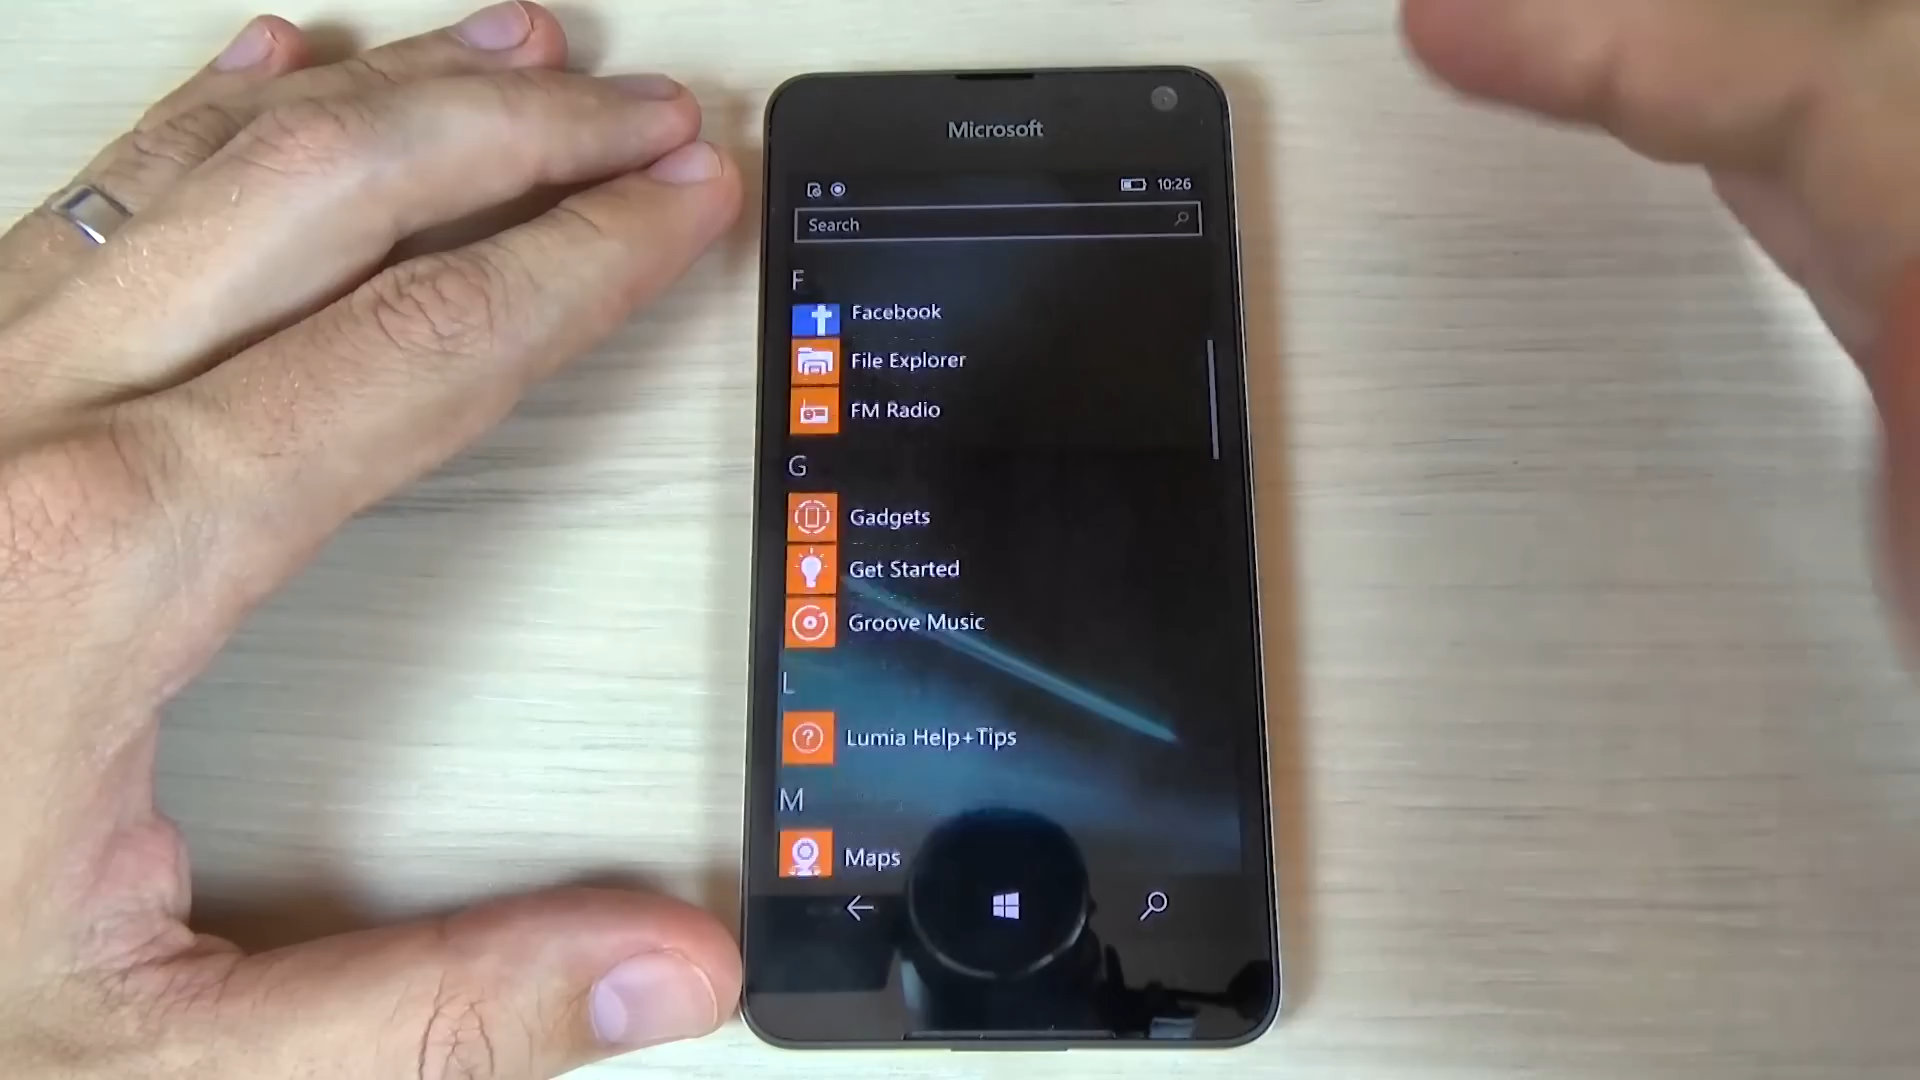 Microsoft
10:26
Search
F
Facebook
File Explorer
FM Radio
G
Gadgets
Get Started
Groove Music
L
Lumia Help+Tips
M
Maps